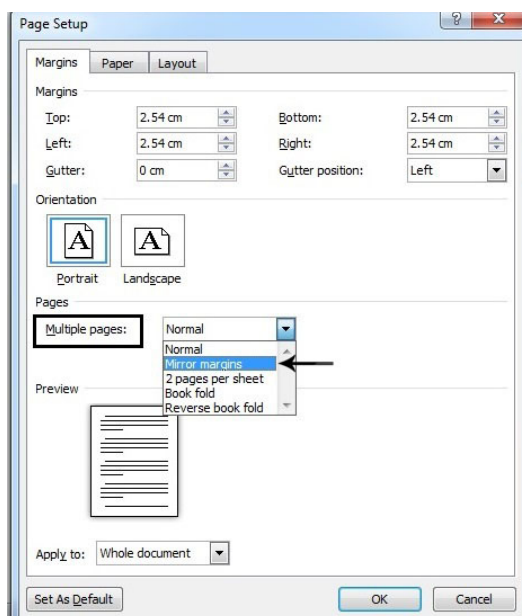 Page Setup
Margins Paper Layout
Margins
Top: 2.54 cm Bottom: 2.54 cm
Left: 2.54 cm Right: 2.54 cm
Gutter: 0 cm Gutter position: Left
Orientation
A A
Portrait Landscape
Pages
Multiple pages: Normal
Normal
Mirror margins
2 pages per sheet
Book fold
Reverse book fold
Preview
Apply to: Whole document
Set As Default OK Cancel